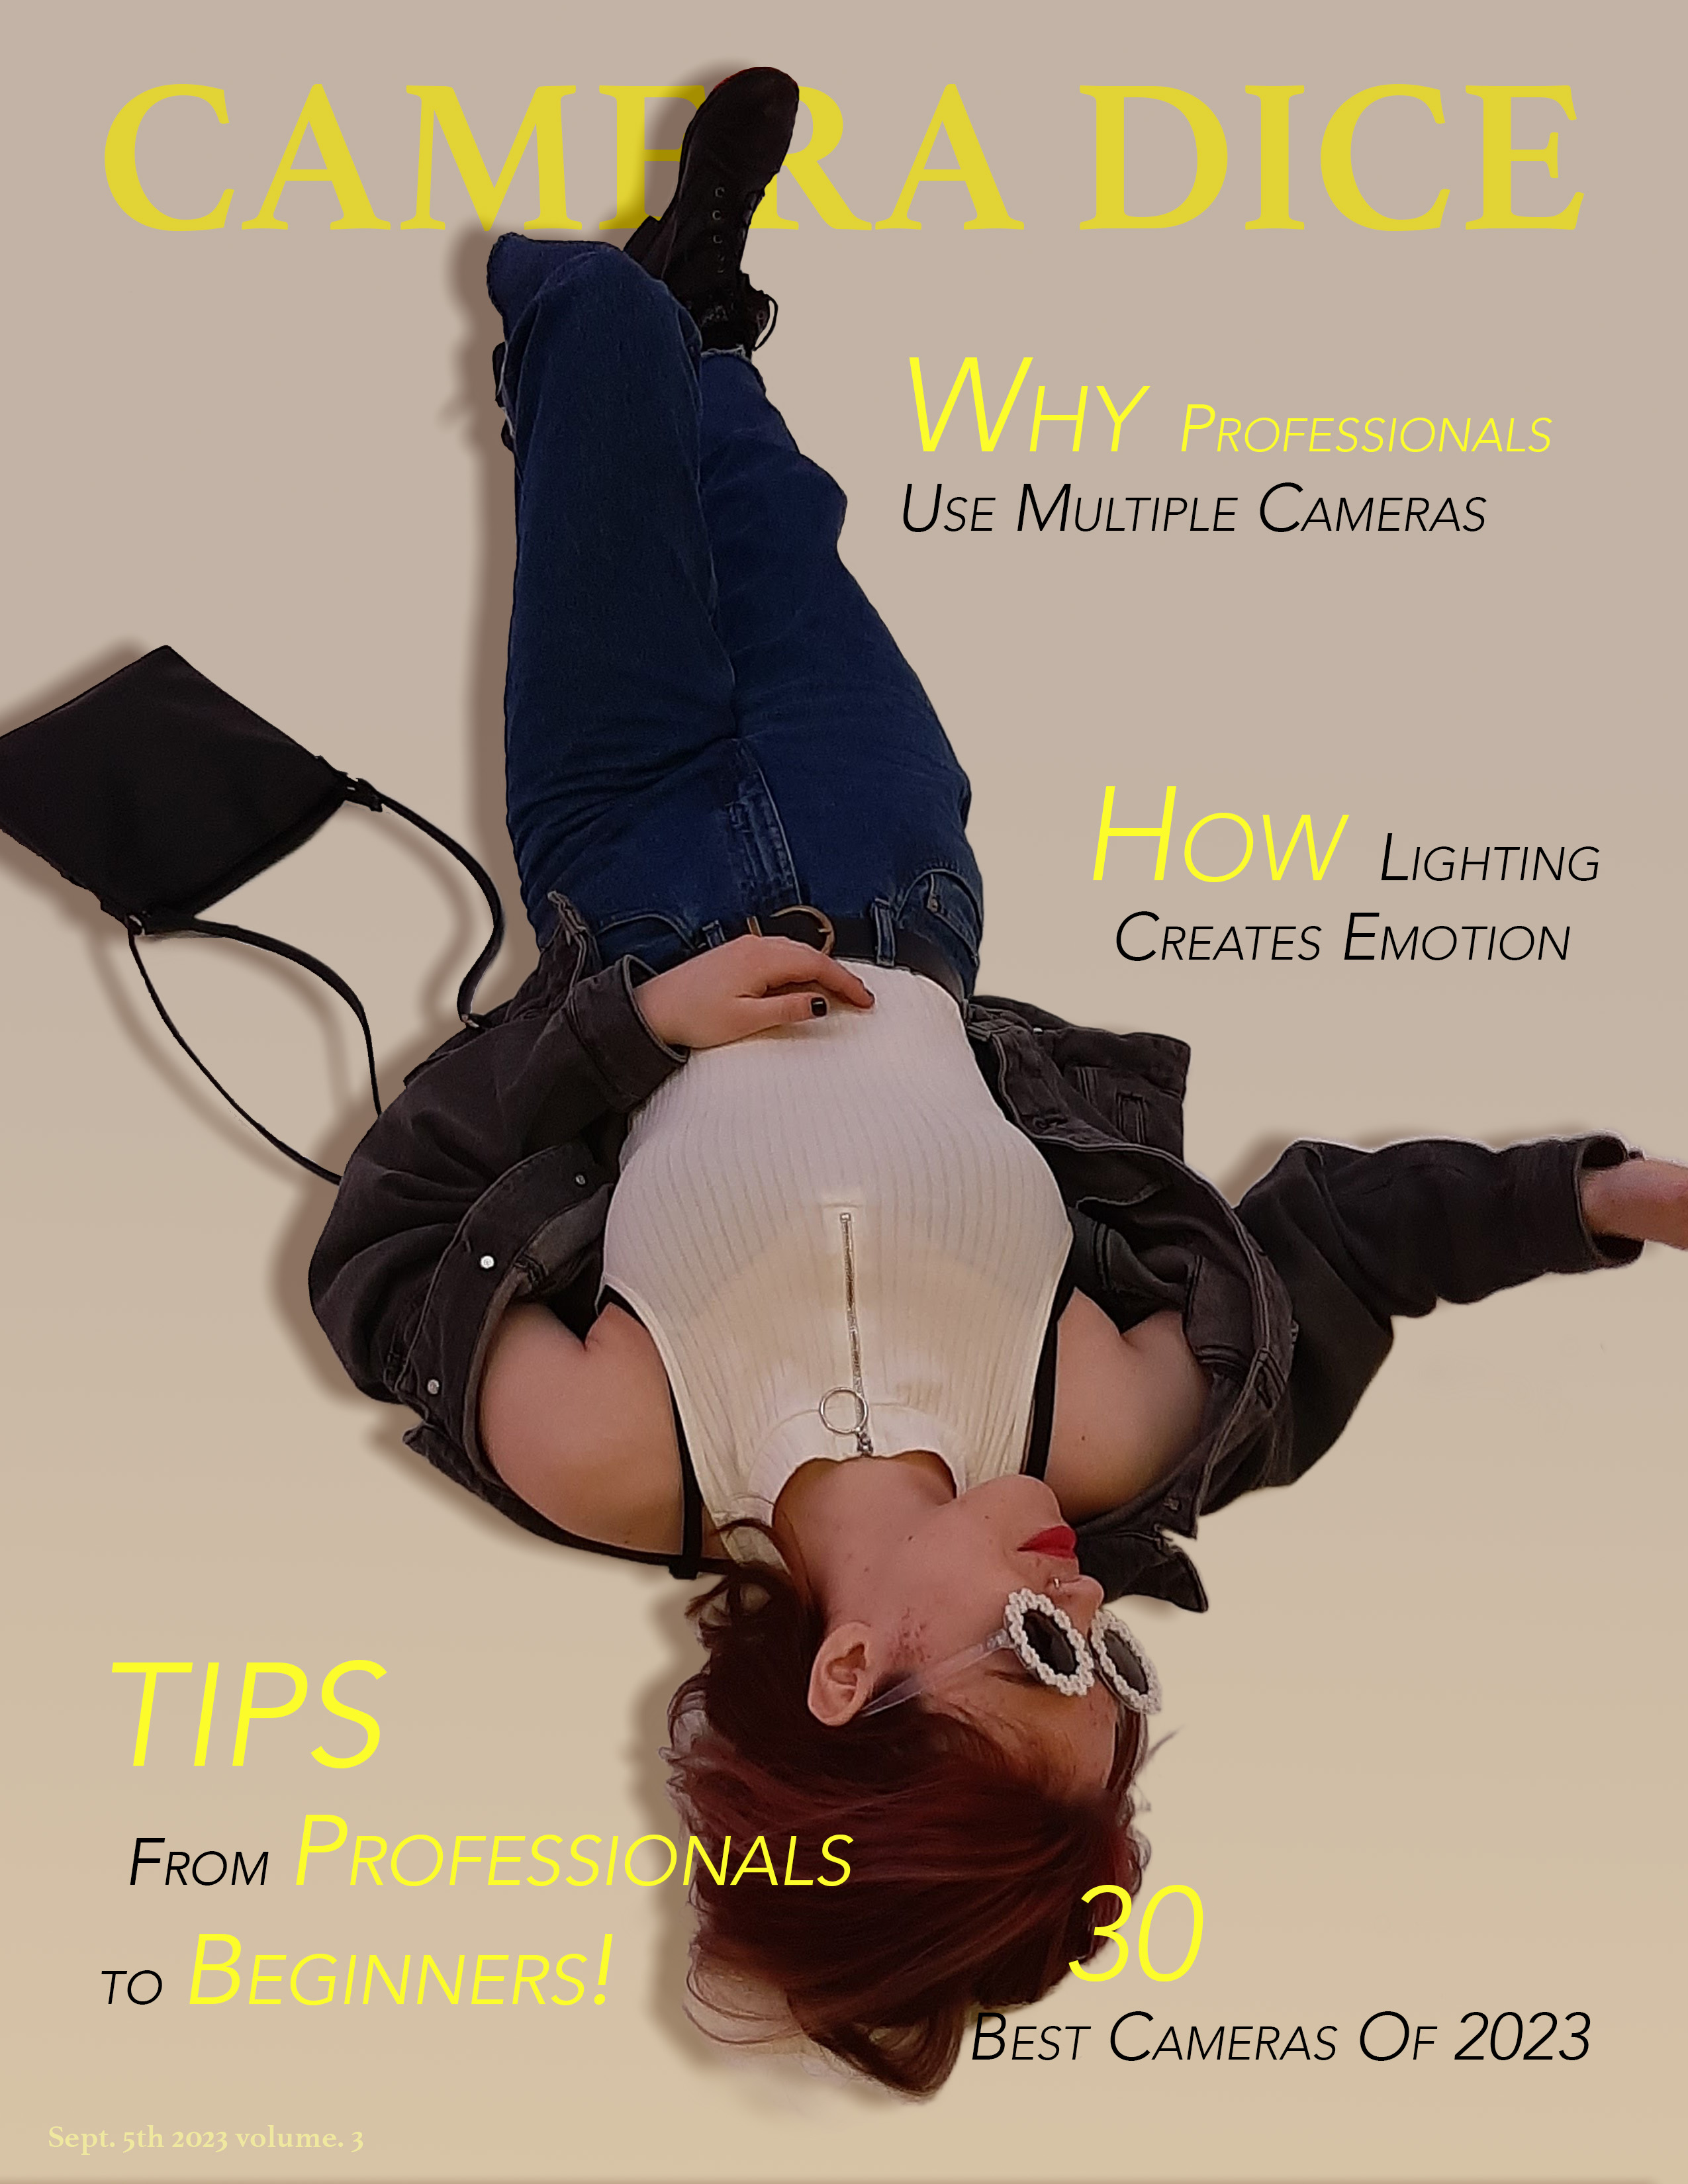 CAMERA DICE
WHY PROFESSIONALS
USE MULTIPLE CAMERAS
HOW LIGHTING
CREATES EMOTION
TIPS
FROM PROFESSIONALS
TO BEGINNERS!
30
BEST CAMERAS OF 2023
Sept. 5th 2023 volume. 3